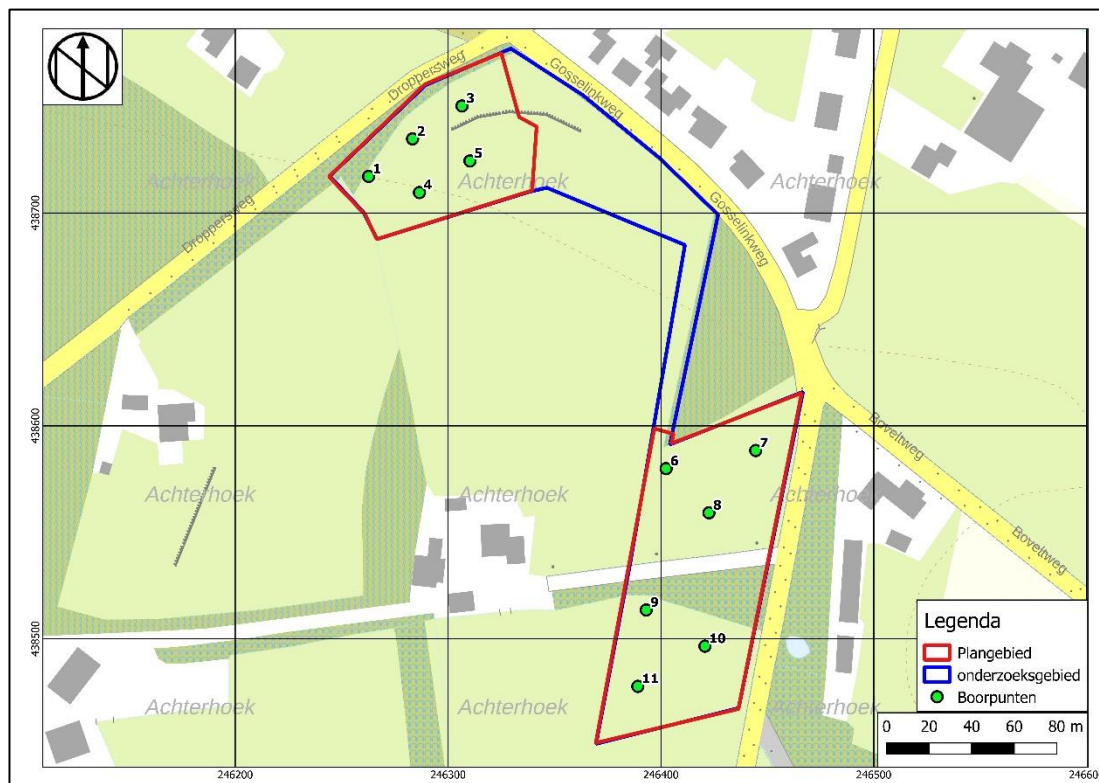 Droppersweg
Gosselinkweg
3
2
5
1
4
Achterhoek
Achterhoek
Achterhoek
438700
Droppersweg
Gosselinkweg
438600
7
6
Boveltweg
8
Achterhoek
Achterhoek
Achterhoek
Boveltweg
9
10
11
438500
Achterhoek
Achterhoek
Achterhoek
Legenda
Plangebied
onderzoeksgebied
Boorpunten
0 20 40 60 80 m
246200
246300
246400
246500
24660